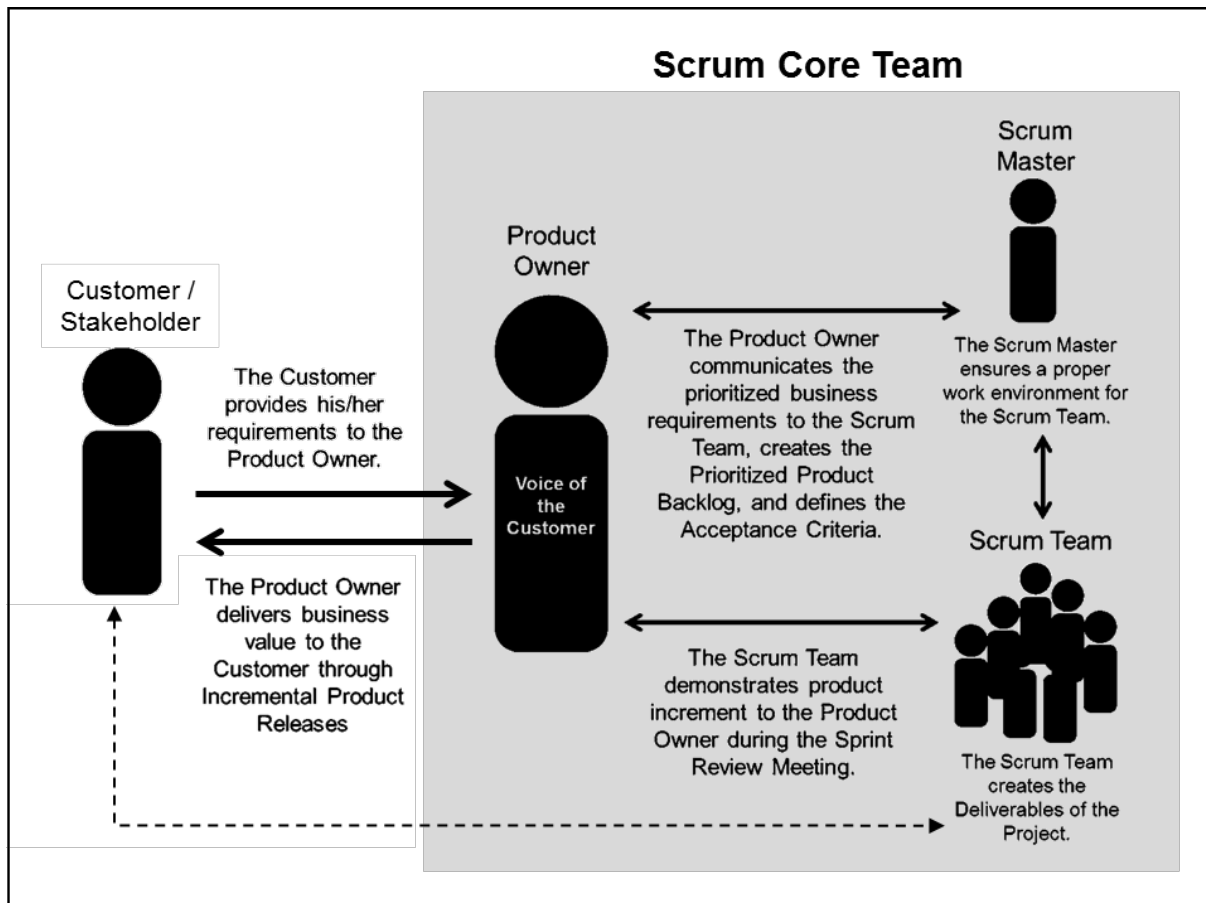 Scrum Core Team
Scrum
Master
Product
Owner
Customer /
Stakeholder
The Customer
provides his/her
requirements to the
Product Owner.
Voice of
the
Customer
The Product Owner
communicates the
prioritized business
requirements to the Scrum
Team, creates the
Prioritized Product
Backlog, and defines the
Acceptance Criteria.
The Scrum Master
ensures a proper
work environment for
the Scrum Team.
Scrum Team
The Product Owner
delivers business
value to the
Customer through
Incremental Product
Releases
The Scrum Team
demonstrates product
increment to the Product
Owner during the Sprint
Review Meeting.
The Scrum Team
creates the
Deliverables of the
Project.